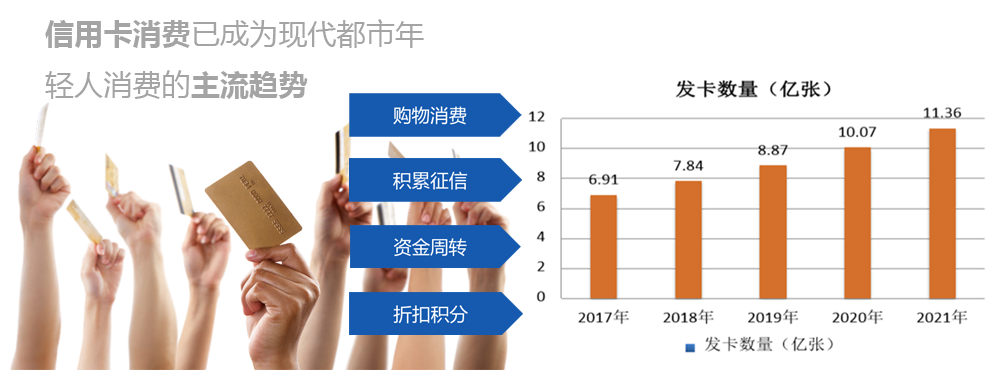 信用卡消费已成为现代都市年
轻人消费的主流趋势
购物消费
积累征信
资金周转
折扣积分
发卡数量（亿张）
12
10
8
6
4
2
0
6.91
7.84
8.87
10.07
11.36
2017年
2018年
2019年
2020年
2021年
发卡数量（亿张）